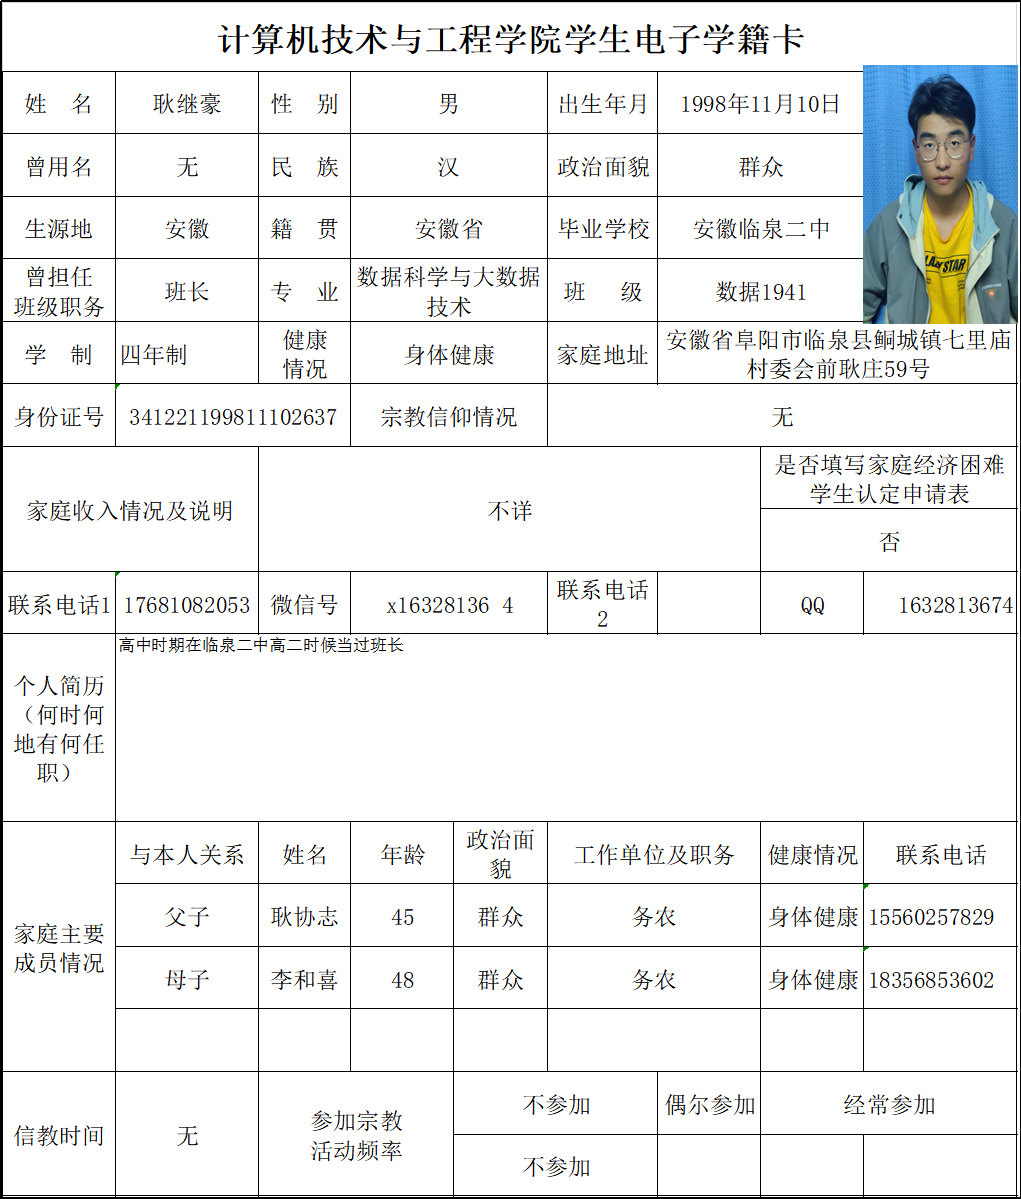 计算机技术与工程学院学生电子学籍卡
姓 名 耿继豪 性 别 男 出生年月 1998年11月10日
曾用名 无 民 族 汉 政治面貌 群众
生源地 安徽 籍 贯 安徽省 毕业学校 安徽临泉二中
曾担任
班级职务
班长 专 业
数据科学与大数据
技术
班 级 数据1941
学 制 四年制
健康
情况
身体健康 家庭地址
安徽省阜阳市临泉县鲖城镇七里庙
村委会前耿庄59号
身份证号 341221199811102637 宗教信仰情况 无
家庭收入情况及说明 不详
是否填写家庭经济困难
学生认定申请表
否
联系电话1 17681082053 微信号 x16328136 4
联系电话
2
QQ 1632813674
个人简历
（何时何
地有何任
职）
高中时期在临泉二中高二时候当过班长
家庭主要
成员情况
与本人关系 姓名 年龄
政治面
貌
工作单位及职务 健康情况 联系电话
父子 耿协志 45 群众 务农 身体健康 15560257829
母子 李和喜 48 群众 务农 身体健康 18356853602
信教时间 无
参加宗教
活动频率
不参加 偶尔参加 经常参加
不参加
LAZY STAR